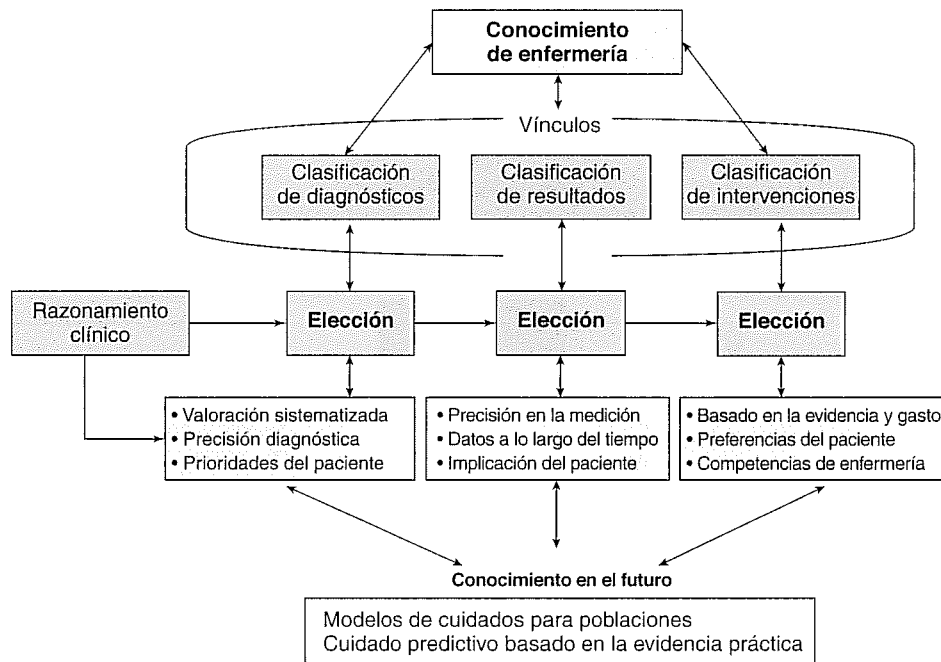 Conocimiento
de enfermería
Vínculos
Clasificación
de diagnósticos
Clasificación
de resultados
Clasificación
de intervenciones
Razonamiento
clínico
Elección
Elección
Elección
• Valoración sistematizada
• Precisión diagnóstica
• Prioridades del paciente
• Precisión en la medición
• Datos a lo largo del tiempo
• Implicación del paciente
• Basado en la evidencia y gasto
• Preferencias del paciente
• Competencias de enfermería
Conocimiento en el futuro
Modelos de cuidados para poblaciones
Cuidado predictivo basado en la evidencia práctica